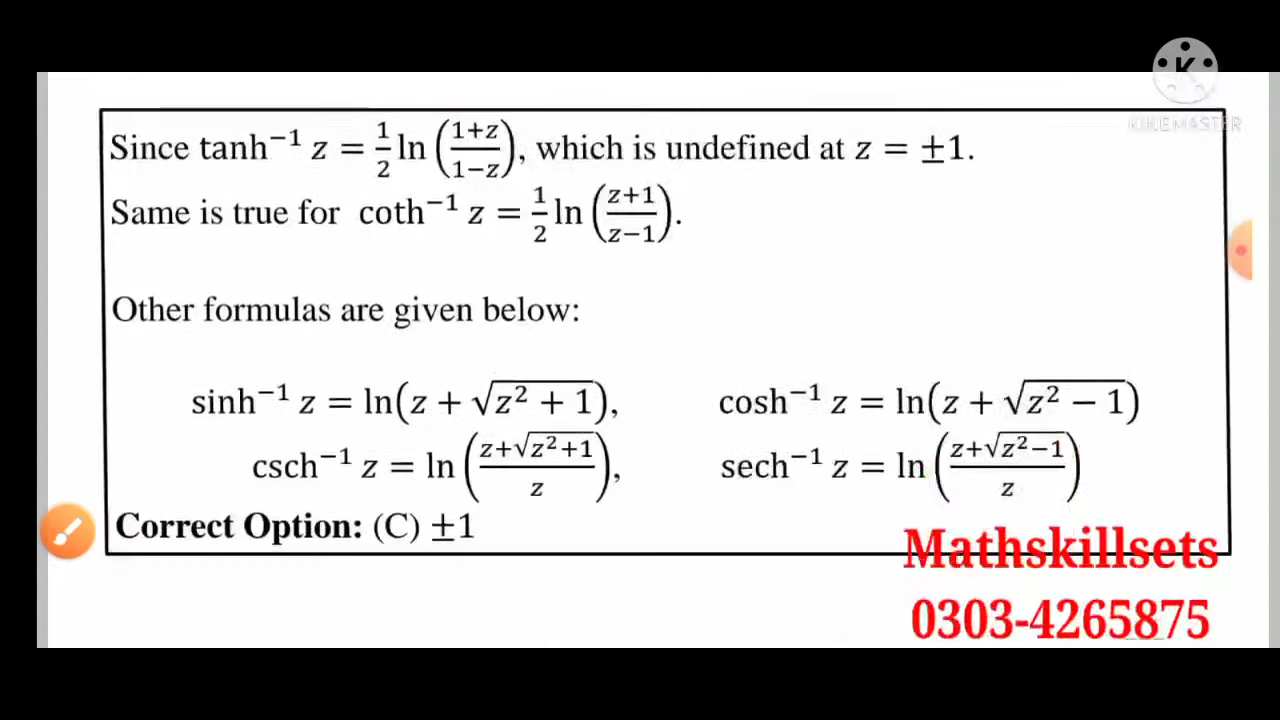 K
KINEMASTER
Since tanh⁻¹ z = 1/2 ln((1+z)/(1−z)), which is undefined at z = ±1.
Same is true for coth⁻¹ z = 1/2 ln((z+1)/(z−1)).
Other formulas are given below:
sinh⁻¹ z = ln(z + √(z² + 1)), cosh⁻¹ z = ln(z + √(z² − 1))
csch⁻¹ z = ln((z+√(z²+1))/z), sech⁻¹ z = ln((z+√(z²−1))/z)
Correct Option: (C) ±1
Mathskillsets
0303-4265875